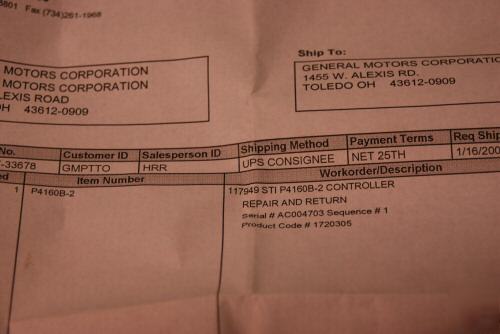 3801 Fax (734)261-1968
Ship To:
MOTORS CORPORATION
MOTORS CORPORATION
LEXIS ROAD
OH 43612-0909
GENERAL MOTORS CORPORATIO
1455 W. ALEXIS RD.
TOLEDO OH 43612-0909
No. Customer ID Salesperson ID Shipping Method Payment Terms Req Ship
-33678 GMPTTO HRR UPS CONSIGNEE NET 25TH 1/16/200
ed Item Number Workorder/Description
1 P4160B-2 117949 STI P4160B-2 CONTROLLER
REPAIR AND RETURN
Serial # AC004703 Sequence # 1
Product Code # 1720305